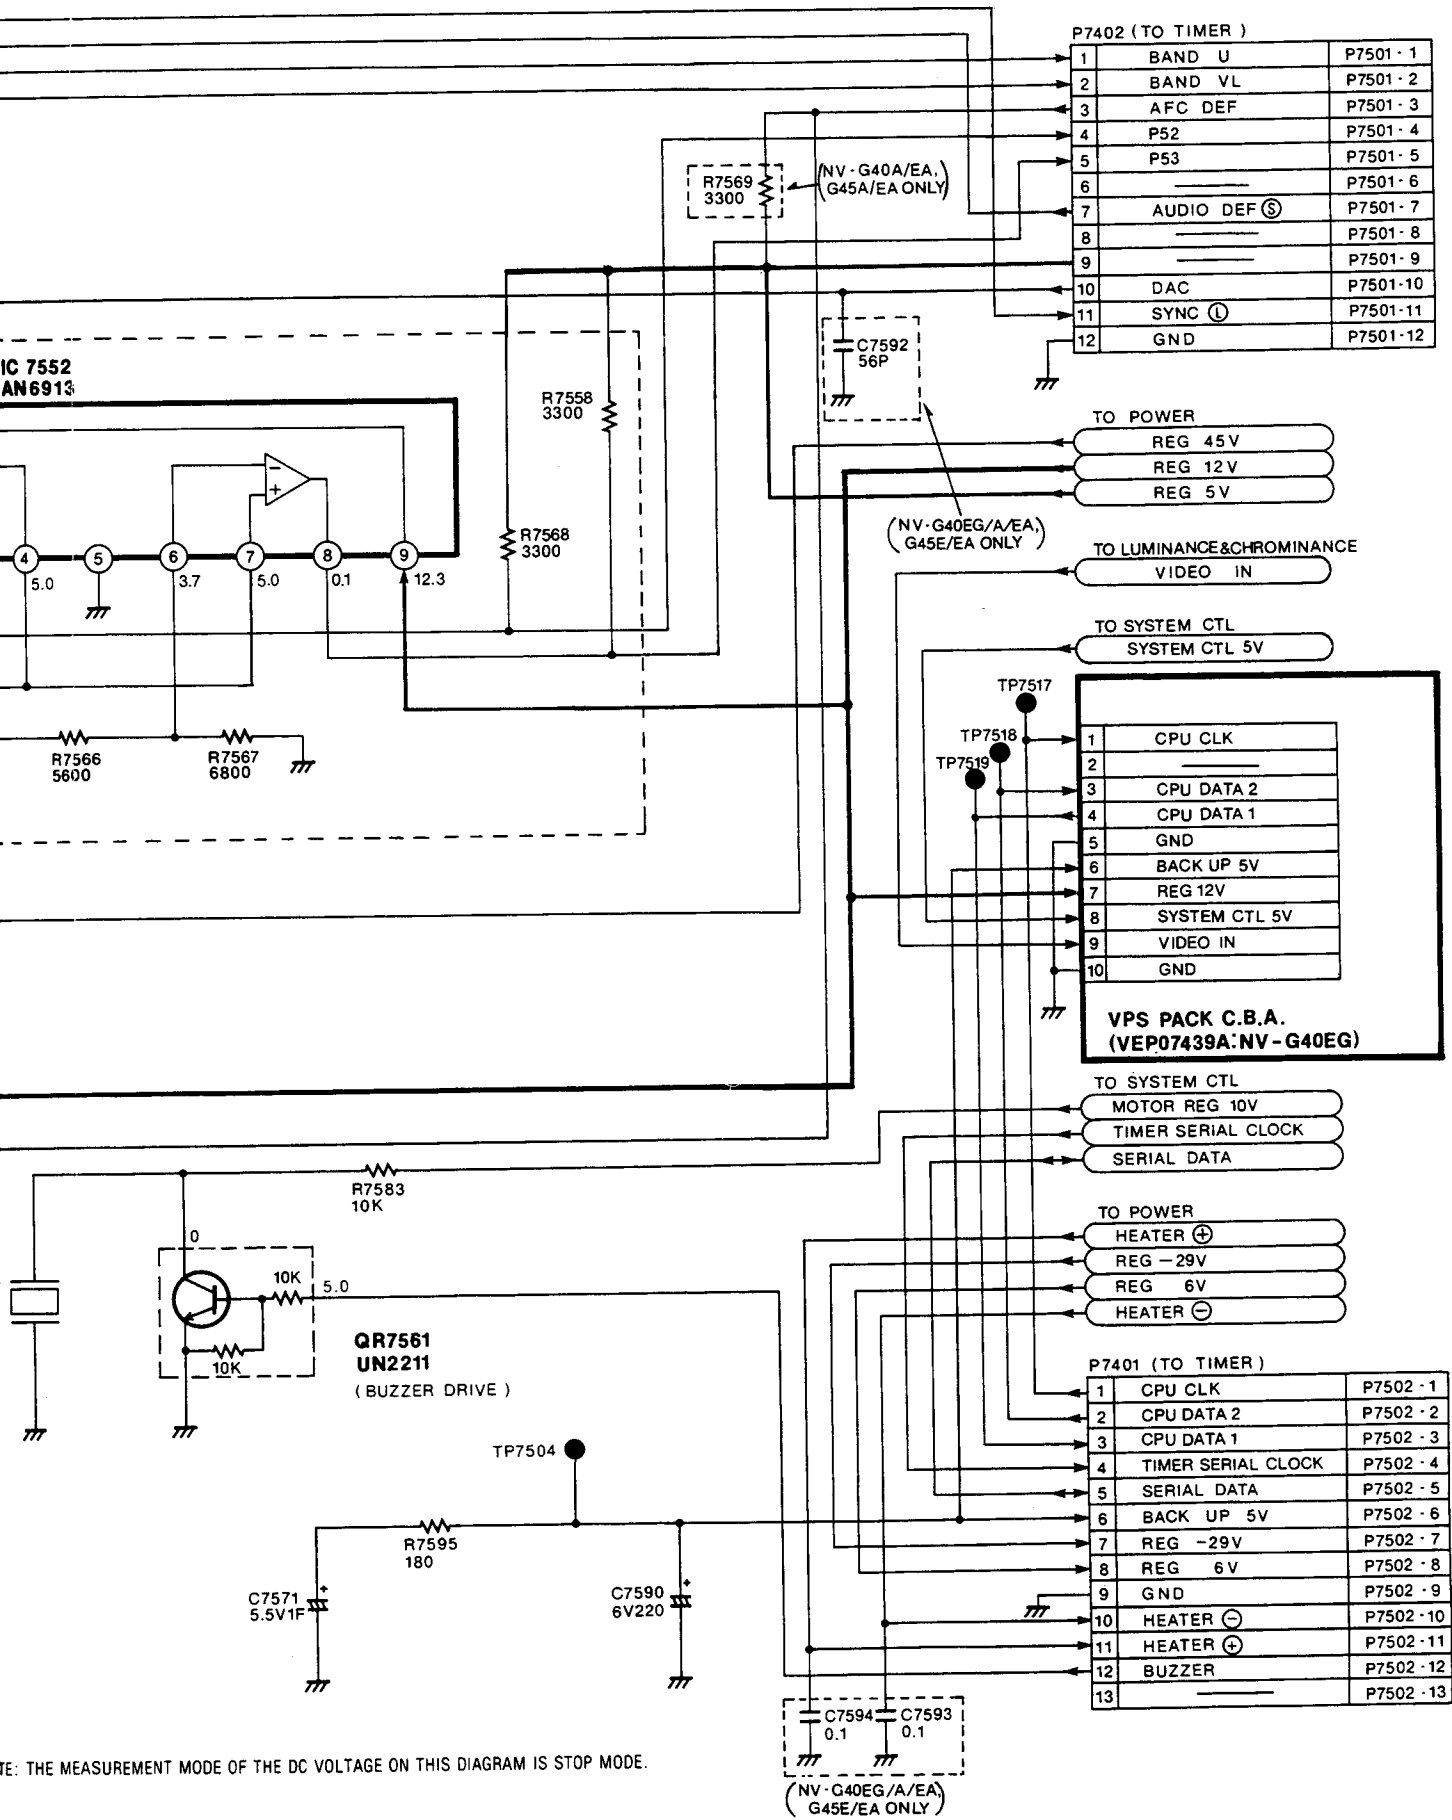 P7402 (TO TIMER)
1 BAND U P7501-1
2 BAND VL P7501-2
3 AFC DEF P7501-3
4 P52 P7501-4
5 P53 P7501-5
6 P7501-6
7 AUDIO DEF Ⓢ P7501-7
8 P7501-8
9 P7501-9
10 DAC P7501-10
11 SYNC Ⓛ P7501-11
12 GND P7501-12
R7569
3300
(NV-G40A/EA,
G45A/EA ONLY)
C7592
56P
IC 7552
AN6913
R7558
3300
R7568
3300
− +
4 5 6 7 8 9
5.0 3.7 5.0 0.1 12.3
R7566
5600
R7567
6800
TO POWER
REG 45V
REG 12V
REG 5V
(NV-G40EG/A/EA,
G45E/EA ONLY)
TO LUMINANCE&CHROMINANCE
VIDEO IN
TO SYSTEM CTL
SYSTEM CTL 5V
TP7517
TP7518
TP7519
1 CPU CLK
2
3 CPU DATA 2
4 CPU DATA 1
5 GND
6 BACK UP 5V
7 REG 12V
8 SYSTEM CTL 5V
9 VIDEO IN
10 GND
VPS PACK C.B.A.
(VEP07439A:NV-G40EG)
TO SYSTEM CTL
MOTOR REG 10V
TIMER SERIAL CLOCK
SERIAL DATA
R7583
10K
0
10K
5.0
10K
QR7561
UN2211
(BUZZER DRIVE)
TO POWER
HEATER ⊕
REG −29V
REG 6V
HEATER ⊖
P7401 (TO TIMER)
1 CPU CLK P7502-1
2 CPU DATA 2 P7502-2
3 CPU DATA 1 P7502-3
4 TIMER SERIAL CLOCK P7502-4
5 SERIAL DATA P7502-5
6 BACK UP 5V P7502-6
7 REG -29V P7502-7
8 REG 6V P7502-8
9 GND P7502-9
10 HEATER ⊖ P7502-10
11 HEATER ⊕ P7502-11
12 BUZZER P7502-12
13 P7502-13
TP7504
R7595
180
C7571
5.5V1F
+
C7590
6V220
+
C7594
0.1
C7593
0.1
(NV-G40EG/A/EA,
G45E/EA ONLY)
TE: THE MEASUREMENT MODE OF THE DC VOLTAGE ON THIS DIAGRAM IS STOP MODE.